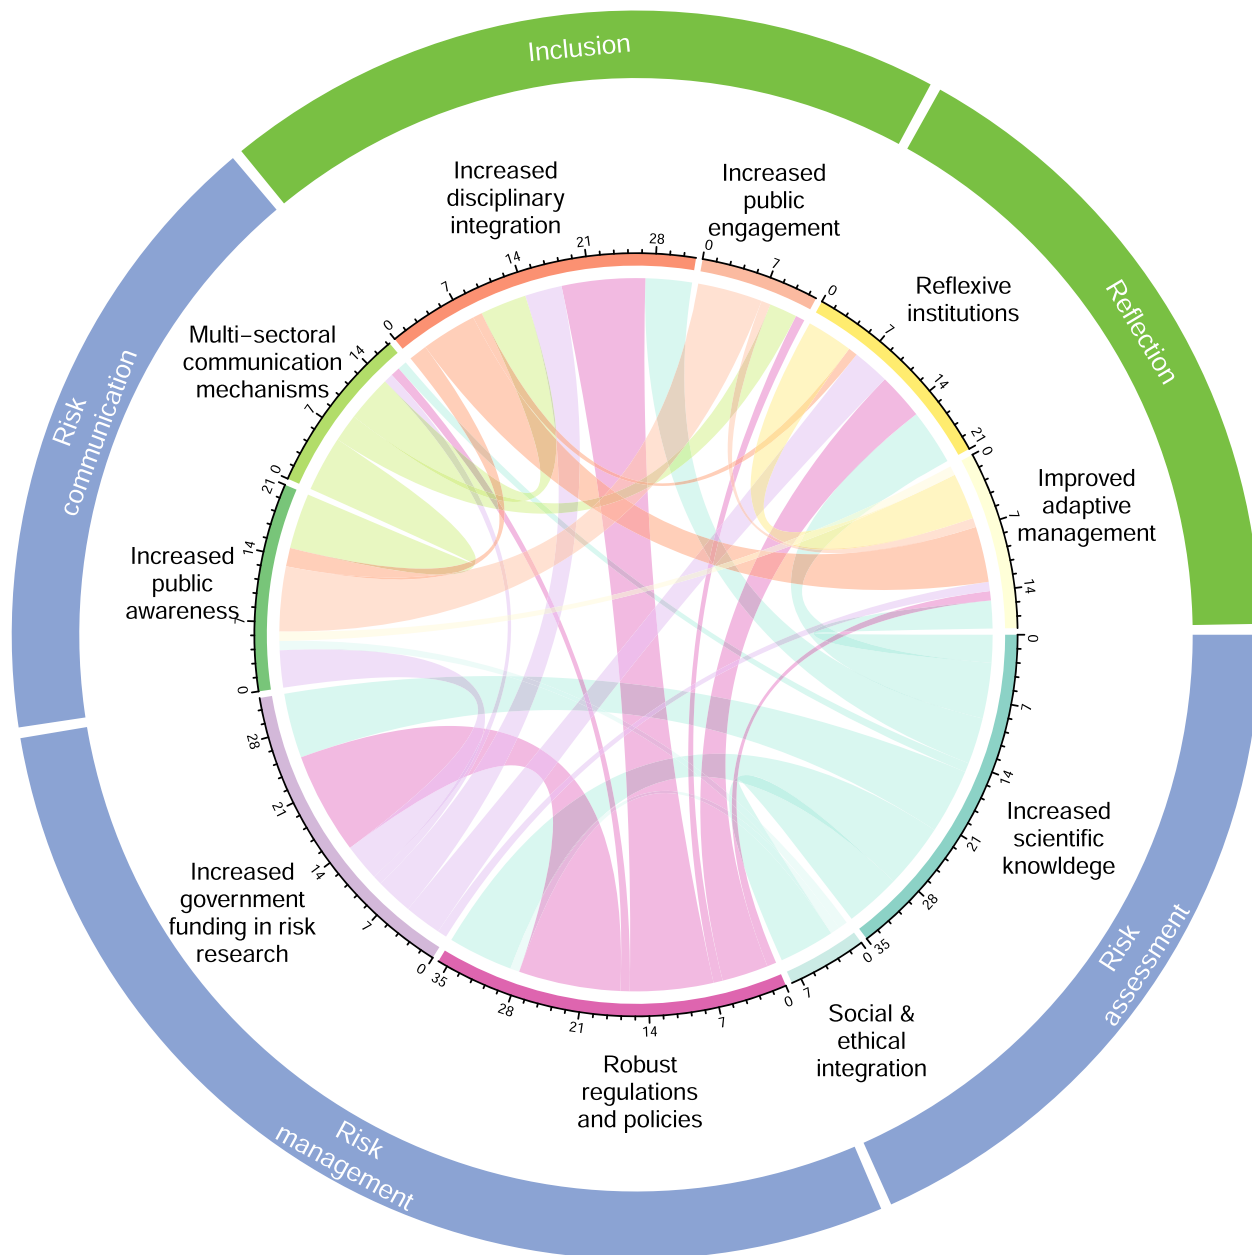 Inclusion
Reflection
Risk
assessment
Risk
management
Risk
communication
Increased
disciplinary
integration
0
7
14
21
28
Increased
public
engagement
0
7
Reflexive
institutions
0
7
14
21
Improved
adaptive
management
0
7
14
Increased
scientific
knowldege
0
7
14
21
28
35
Social &
ethical
integration
0
7
Robust
regulations
and policies
0
7
14
21
28
35
Increased
government
funding in risk
research
0
7
14
21
28
Increased
public
awareness
0
7
14
21
Multi−sectoral
communication
mechanisms
0
7
14